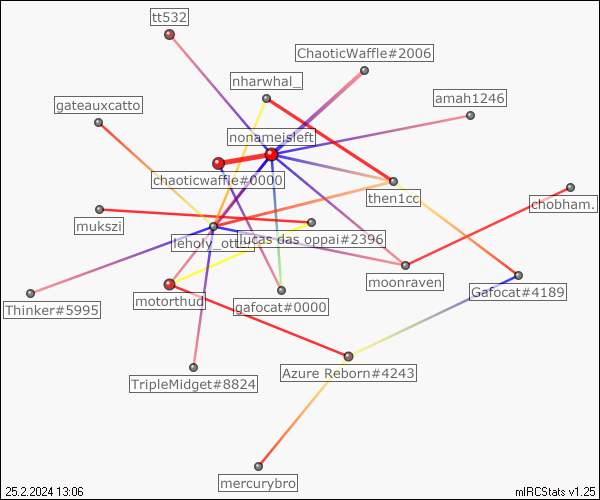 tt532
ChaoticWaffle#2006
nharwhal_
gateauxcatto
amah1246
nonameisleft
chaoticwaffle#0000
then1cc
chobham.
mukszi
lucas das oppai#2396
moonraven
Thinker#5995
motorthud
gafocat#0000
Gafocat#4189
Azure Reborn#4243
TripleMidget#8824
mercurybro
25.2.2024 13:06
mIRCStats v1.25